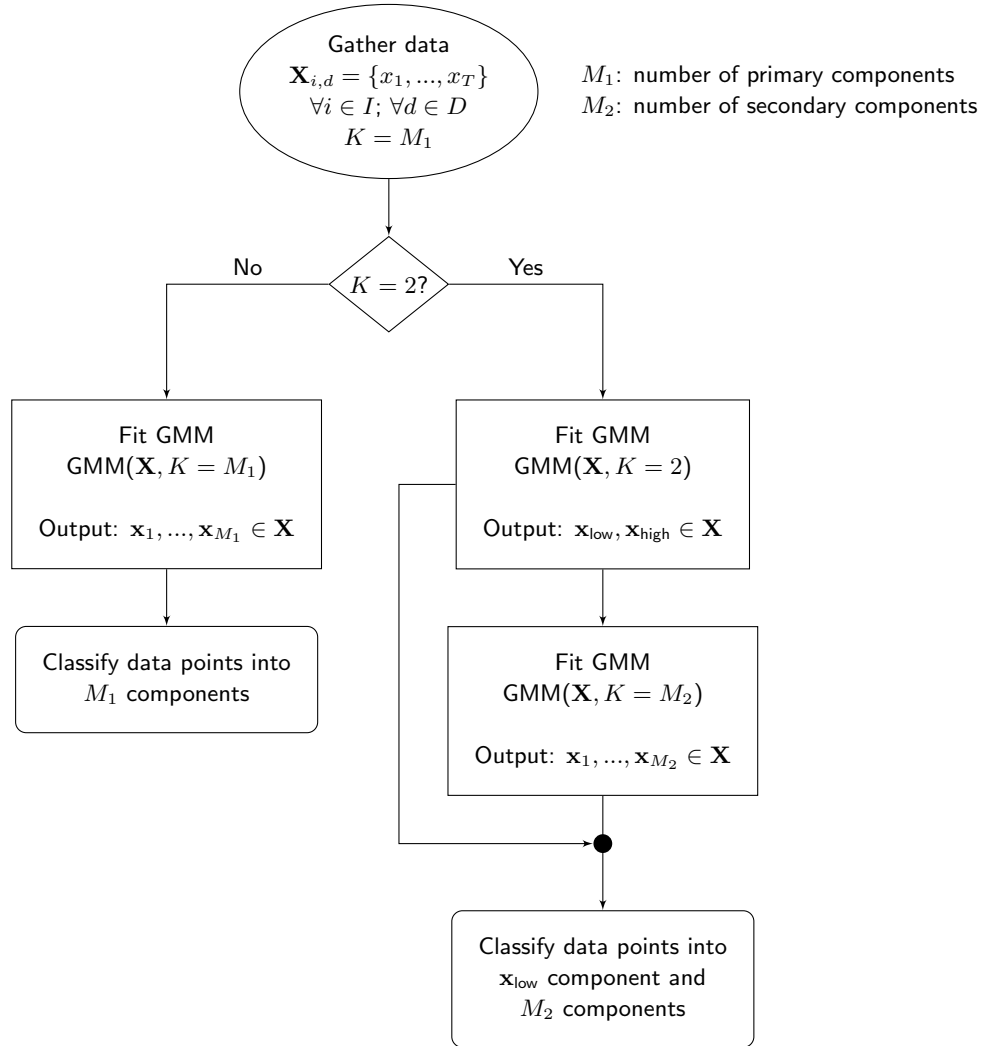 Gather data
𝐗_{i,d} = {x_1, ..., x_T}
∀i ∈ I; ∀d ∈ D
K = M_1
M_1: number of primary components
M_2: number of secondary components
No
K = 2?
Yes
Fit GMM
GMM(𝐗, K = M_1)
Output: 𝐱_1, ..., 𝐱_{M_1} ∈ 𝐗
Classify data points into
M_1 components
Fit GMM
GMM(𝐗, K = 2)
Output: 𝐱_low, 𝐱_high ∈ 𝐗
Fit GMM
GMM(𝐗, K = M_2)
Output: 𝐱_1, ..., 𝐱_{M_2} ∈ 𝐗
Classify data points into
𝐱_low component and
M_2 components